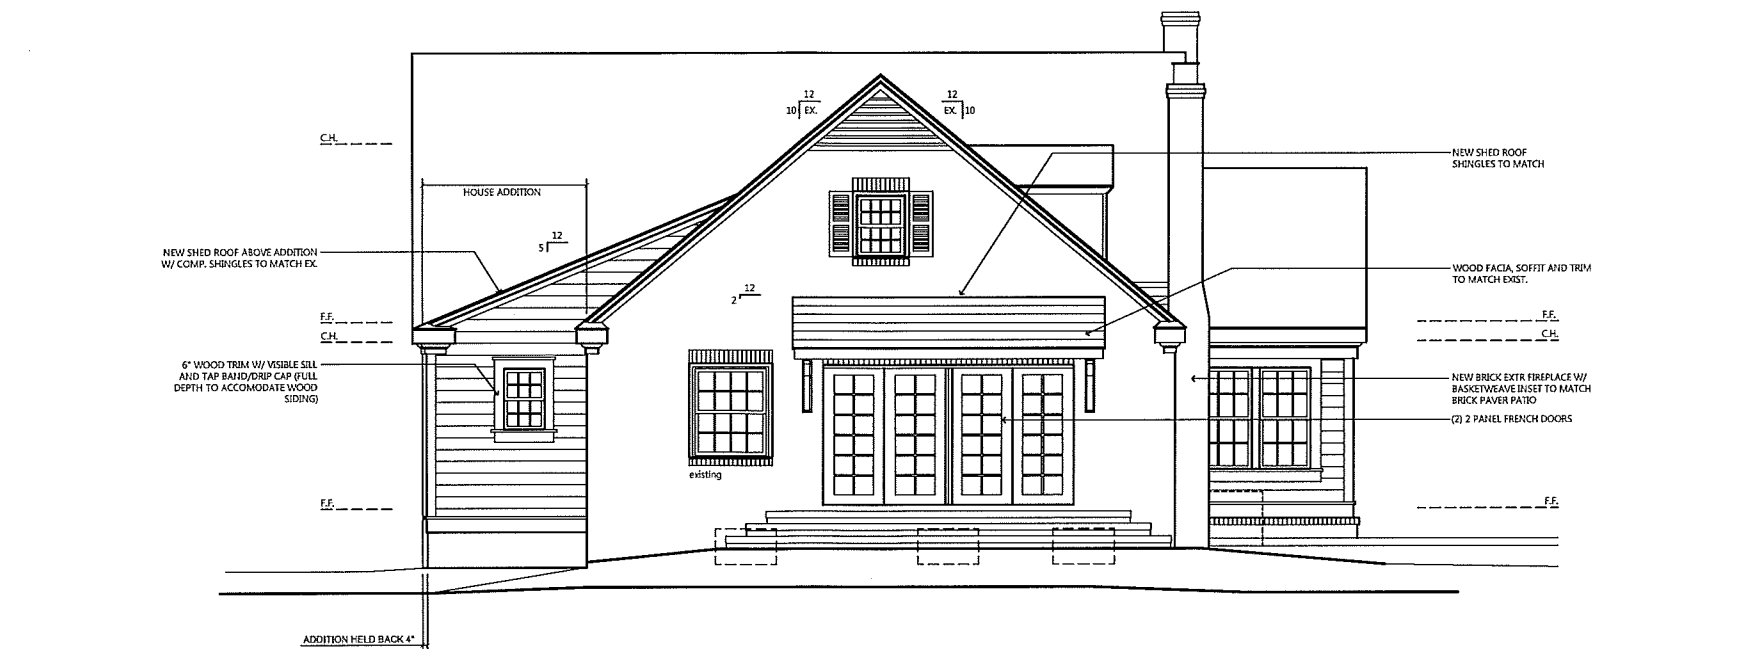 12
10 EX.
12
EX. 10
C.H.
NEW SHED ROOF
SHINGLES TO MATCH
HOUSE ADDITION
12
5
NEW SHED ROOF ABOVE ADDITION
W/ COMP. SHINGLES TO MATCH EX.
WOOD FACIA, SOFFIT AND TRIM
TO MATCH EXIST.
12
2
F.F.
F.F.
C.H.
C.H.
6" WOOD TRIM W/ VISIBLE SILL
AND TAP BAND/DRIP CAP (FULL
DEPTH TO ACCOMODATE WOOD
SIDING)
NEW BRICK EXTR FIREPLACE W/
BASKETWEAVE INSET TO MATCH
BRICK PAVER PATIO
(2) 2 PANEL FRENCH DOORS
existing
F.F.
F.F.
ADDITION HELD BACK 4"